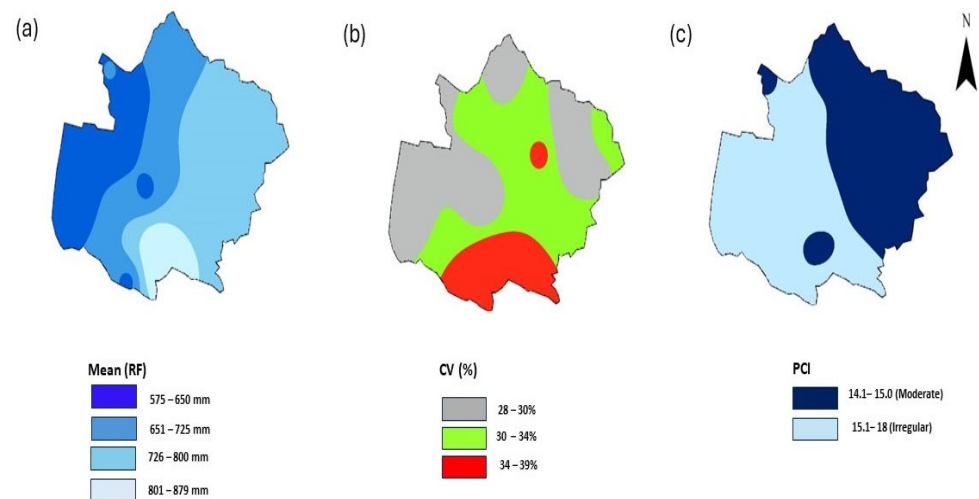 (a)
(b)
(c)
N
Mean (RF)
575 – 650 mm
651 – 725 mm
726 – 800 mm
801 – 879 mm
CV (%)
28 – 30%
30 – 34%
34 – 39%
PCI
14.1– 15.0 (Moderate)
15.1– 18 (Irregular)